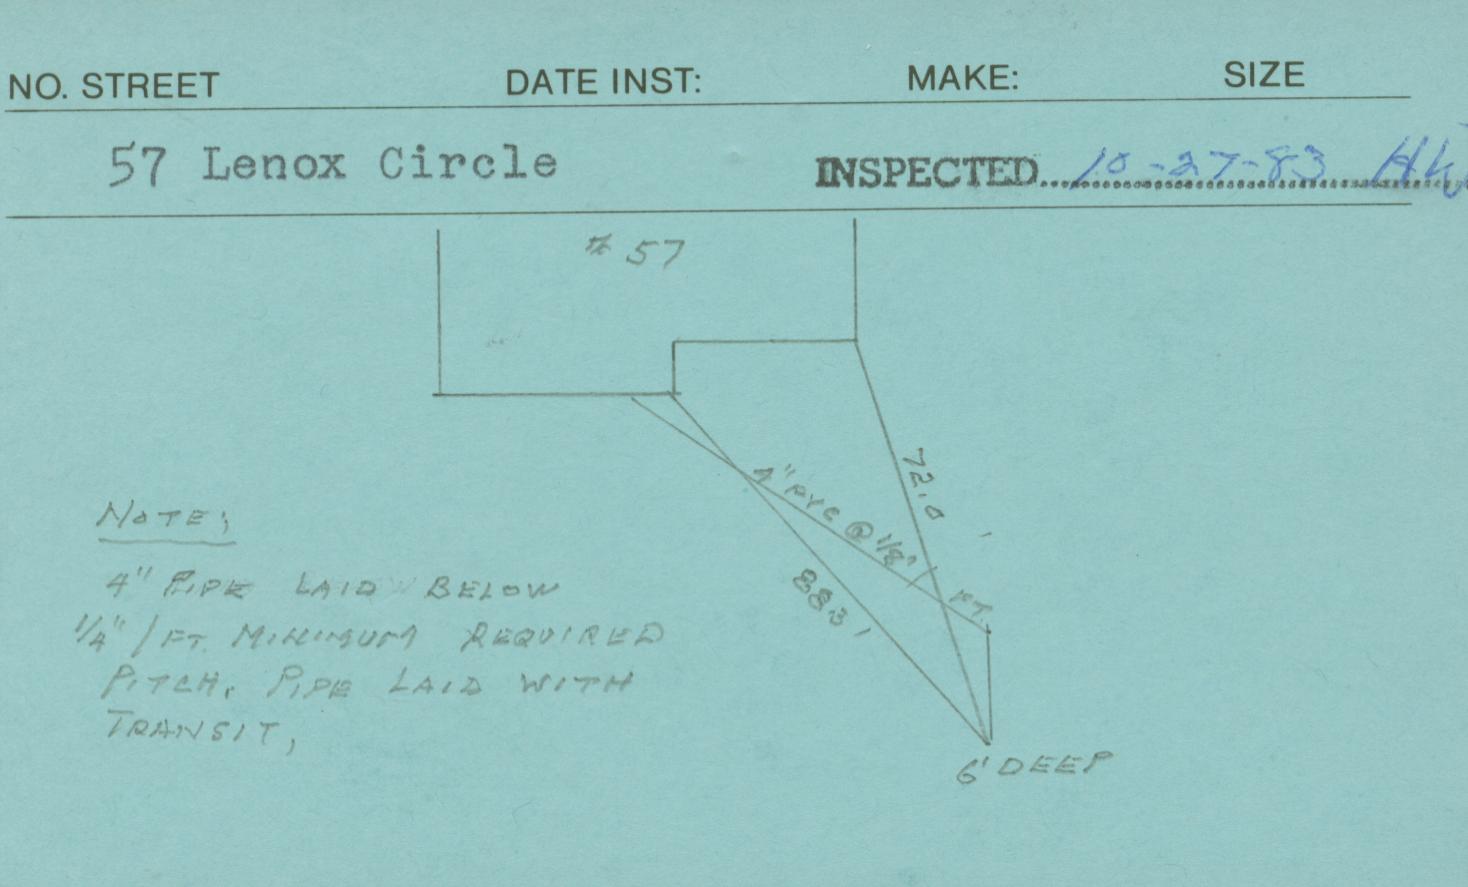 NO. STREET DATE INST: MAKE: SIZE
57 Lenox Circle INSPECTED 10-27-83
# 57
72.0'
4" PVC @ 1/8" FT.
88.3'
NOTE:
4" PIPE LAID BELOW
1/4" / FT. MINIMUM REQUIRED
PITCH. PIPE LAID WITH
TRANSIT.
6' DEEP